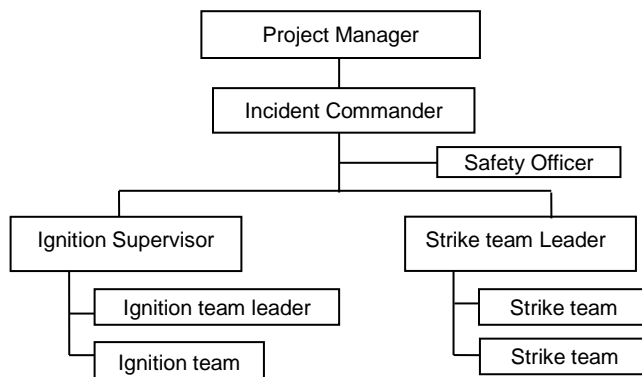 Project Manager
Incident Commander
Safety Officer
Ignition Supervisor
Strike team Leader
Ignition team leader
Strike team
Ignition team
Strike team